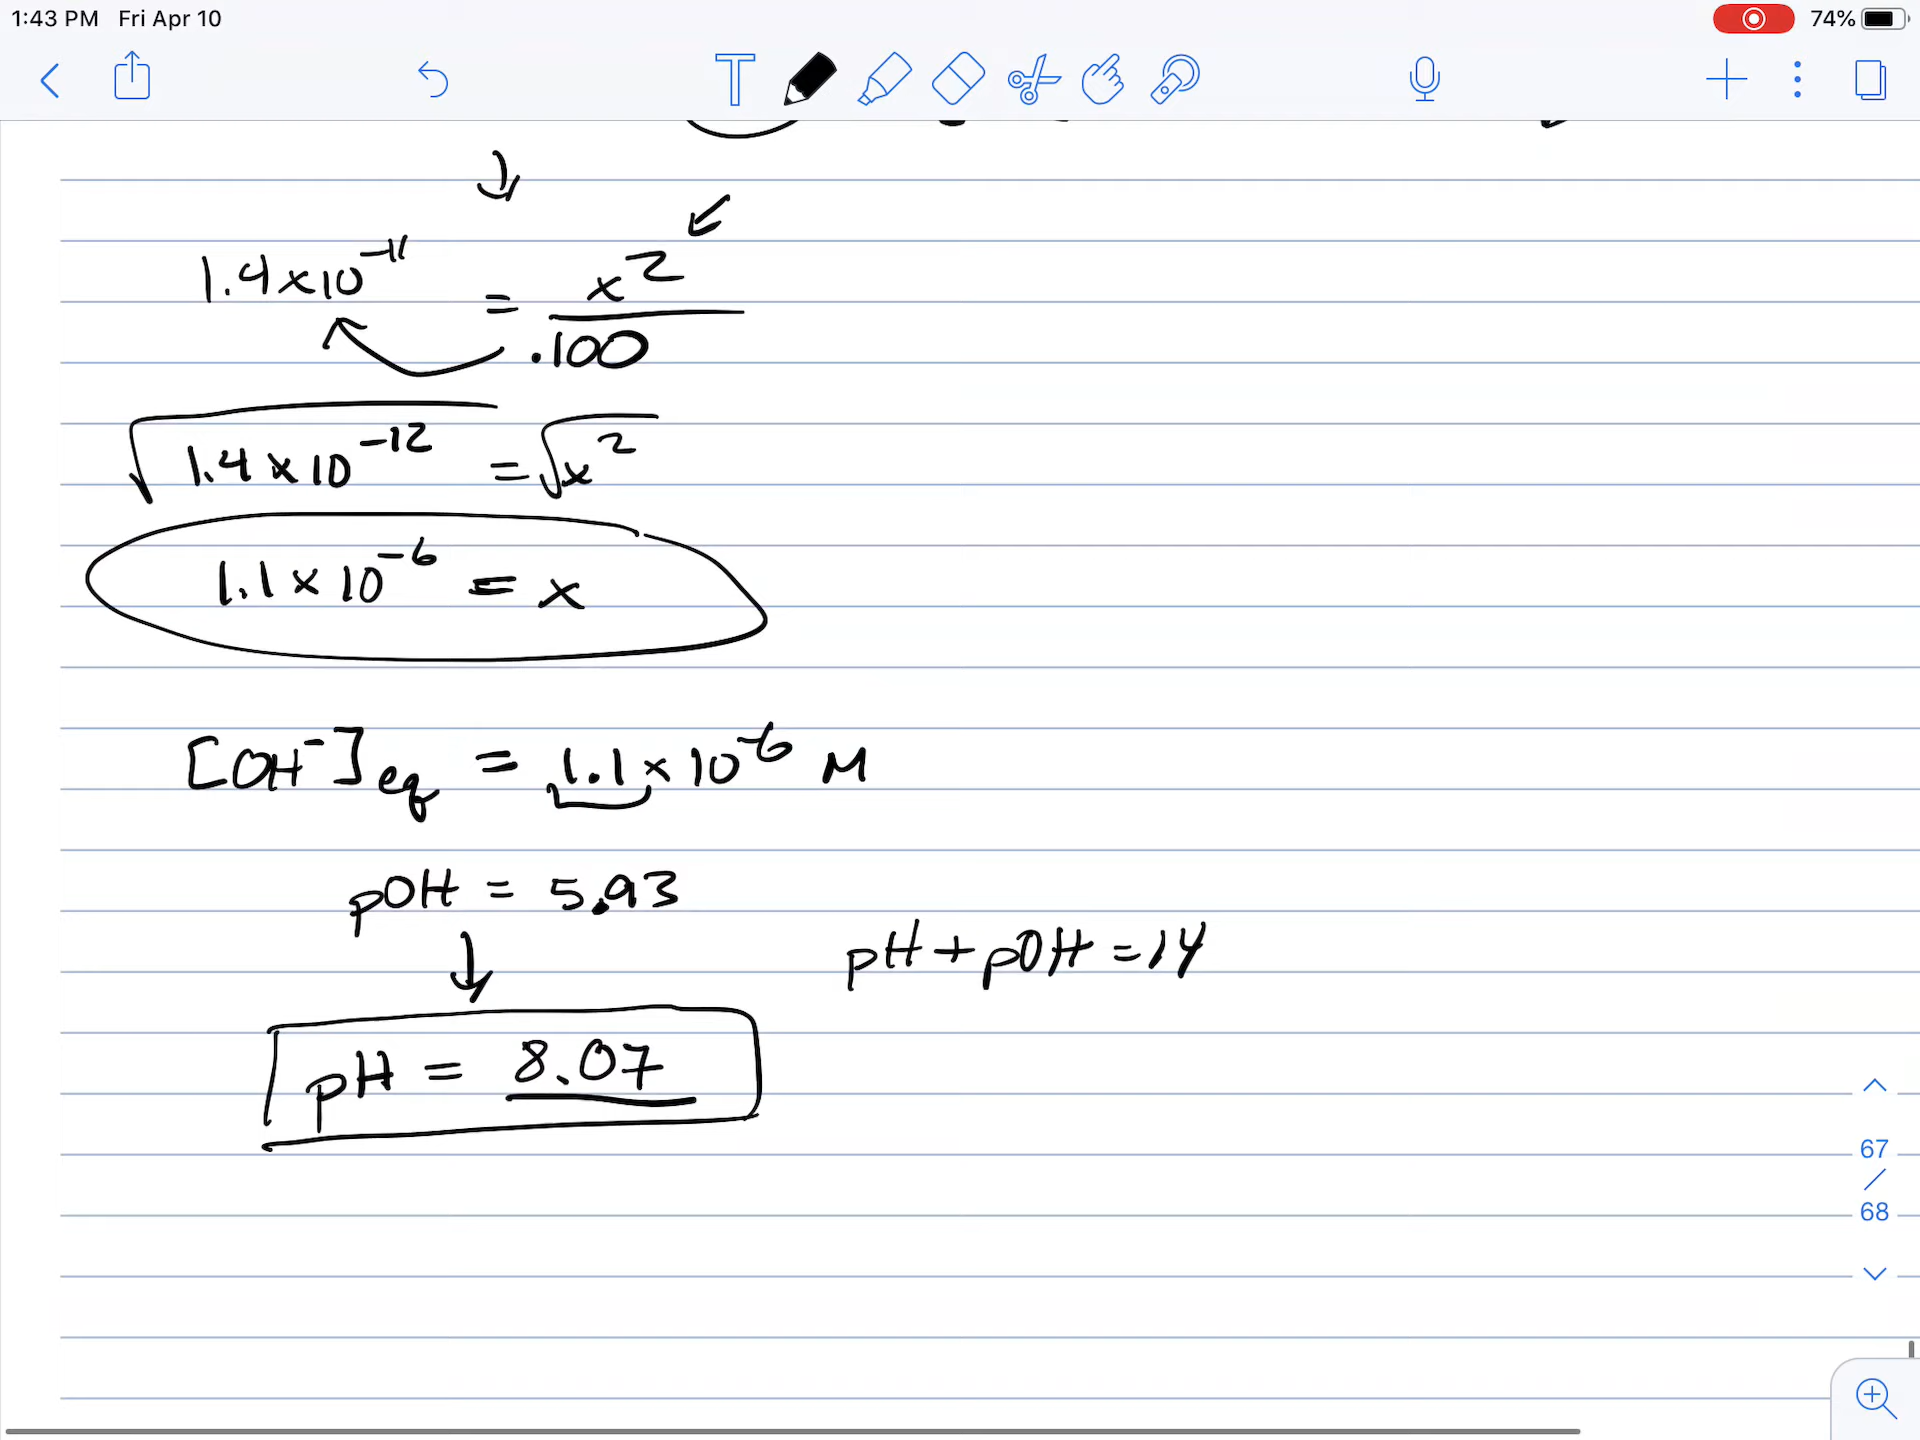 1:43 PM Fri Apr 10 74%
1.4 x 10⁻¹¹ = x² / .100
√1.4 x 10⁻¹² = √x²
1.1 x 10⁻⁶ = x
[OH⁻]eq = 1.1 x 10⁻⁶ M
pOH = 5.93
pH + pOH = 14
pH = 8.07
67
/
68